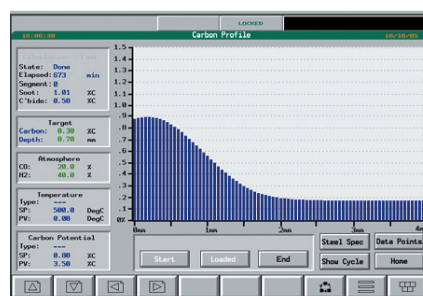 LOCKED
10:06:30 Carbon Profile 10/10/05
State: Done
Elapsed: 673 min
Segment: 0
Soot: 1.01 %C
C'bide: 0.50 %C
Target
Carbon: 0.30 %C
Depth: 0.70 mm
Atmosphere
CO: 20.0 %
H2: 40.0 %
Temperature
Type: ---
SP: 500.0 DegC
PV: 0.00 DegC
Carbon Potential
Type: ---
SP: 0.80 %C
PV: 3.50 %C
1.5
1.4
1.3
1.2
1.1
1.0
.9
.8
.7
.6
.5
.4
.3
.2
.1
0%
0mm 1mm 2mm 3mm
Start Loaded End
Steel Spec Data Points
Show Cycle Home